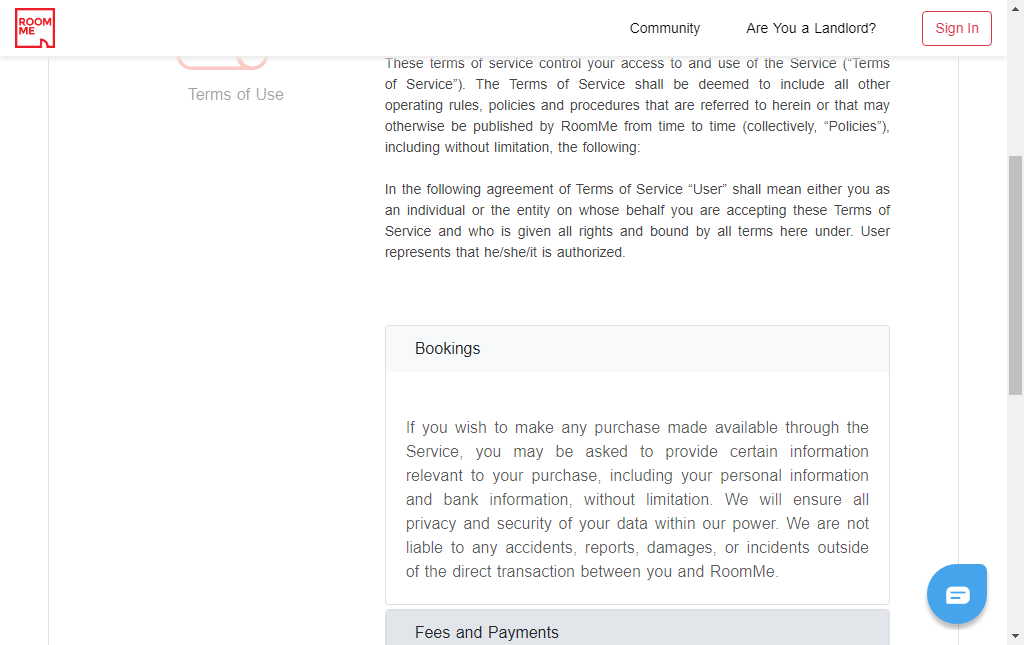 ROOM
ME
Community
Are You a Landlord?
Sign In
Terms of Use
These terms of service control your access to and use of the Service (“Terms
of Service”). The Terms of Service shall be deemed to include all other
operating rules, policies and procedures that are referred to herein or that may
otherwise be published by RoomMe from time to time (collectively, “Policies”),
including without limitation, the following:
In the following agreement of Terms of Service “User” shall mean either you as
an individual or the entity on whose behalf you are accepting these Terms of
Service and who is given all rights and bound by all terms here under. User
represents that he/she/it is authorized.
Bookings
If you wish to make any purchase made available through the
Service, you may be asked to provide certain information
relevant to your purchase, including your personal information
and bank information, without limitation. We will ensure all
privacy and security of your data within our power. We are not
liable to any accidents, reports, damages, or incidents outside
of the direct transaction between you and RoomMe.
Fees and Payments